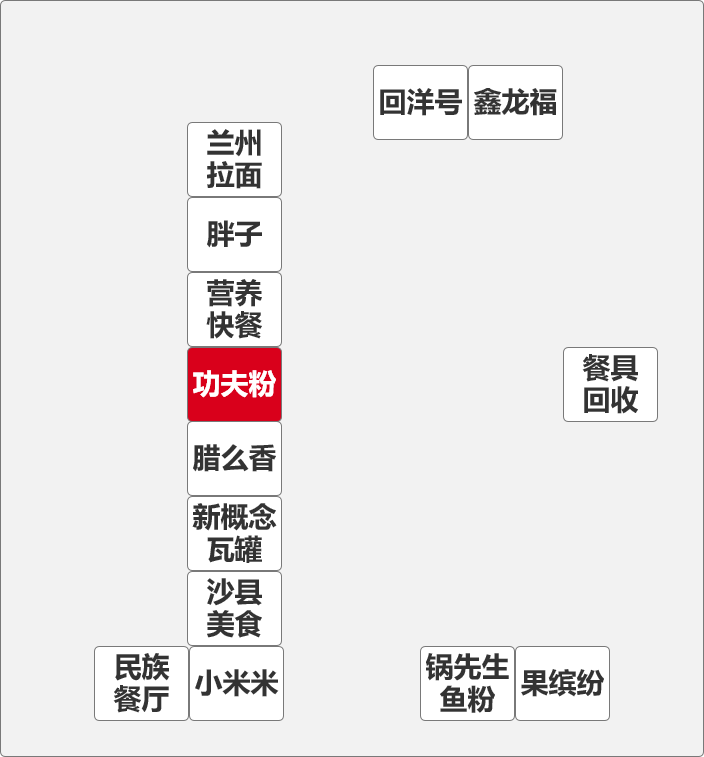 回洋号
鑫龙福
兰州
拉面
胖子
营养
快餐
功夫粉
餐具
回收
腊么香
新概念
瓦罐
沙县
美食
民族
餐厅
小米米
锅先生
鱼粉
果缤纷